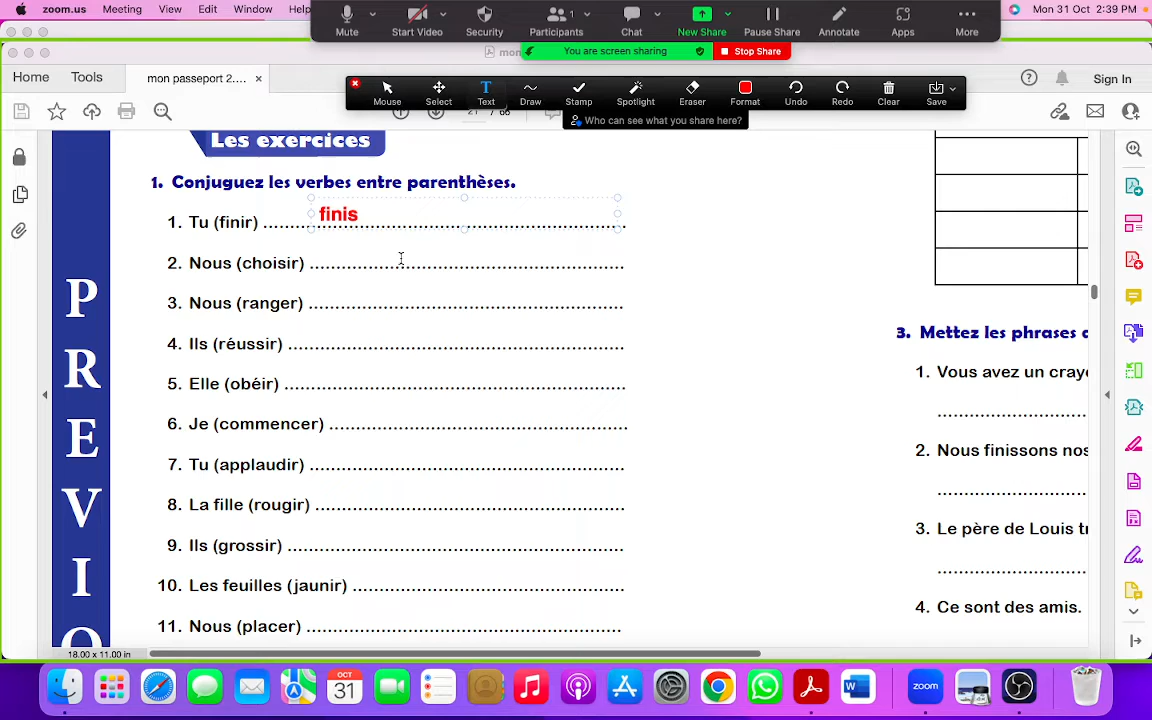 zoom.us Meeting View Edit Window Help
Mon 31 Oct 2:39 PM
Mute Start Video Security Participants 1 Chat New Share Pause Share Annotate Apps More
You are screen sharing Stop Share
Home Tools mon passeport 2.... × Sign In
Mouse Select Text Draw Stamp Spotlight Eraser Format Undo Redo Clear Save
Who can see what you share here?
Les exercices
1. Conjuguez les verbes entre parenthèses.
finis
1. Tu (finir) ....................................................................
2. Nous (choisir) ............................................................
3. Nous (ranger) ............................................................
4. Ils (réussir) ................................................................
5. Elle (obéir) .................................................................
6. Je (commencer) .........................................................
7. Tu (applaudir) ............................................................
8. La fille (rougir) ...........................................................
9. Ils (grossir) ................................................................
10. Les feuilles (jaunir) ....................................................
11. Nous (placer) ............................................................
3. Mettez les phrases
1. Vous avez un
............................
2. Nous finissons
............................
3. Le père de Louis
............................
4. Ce sont des amis.
PREVIO
18.00 x 11.00 in
OCT
31
zoom
W